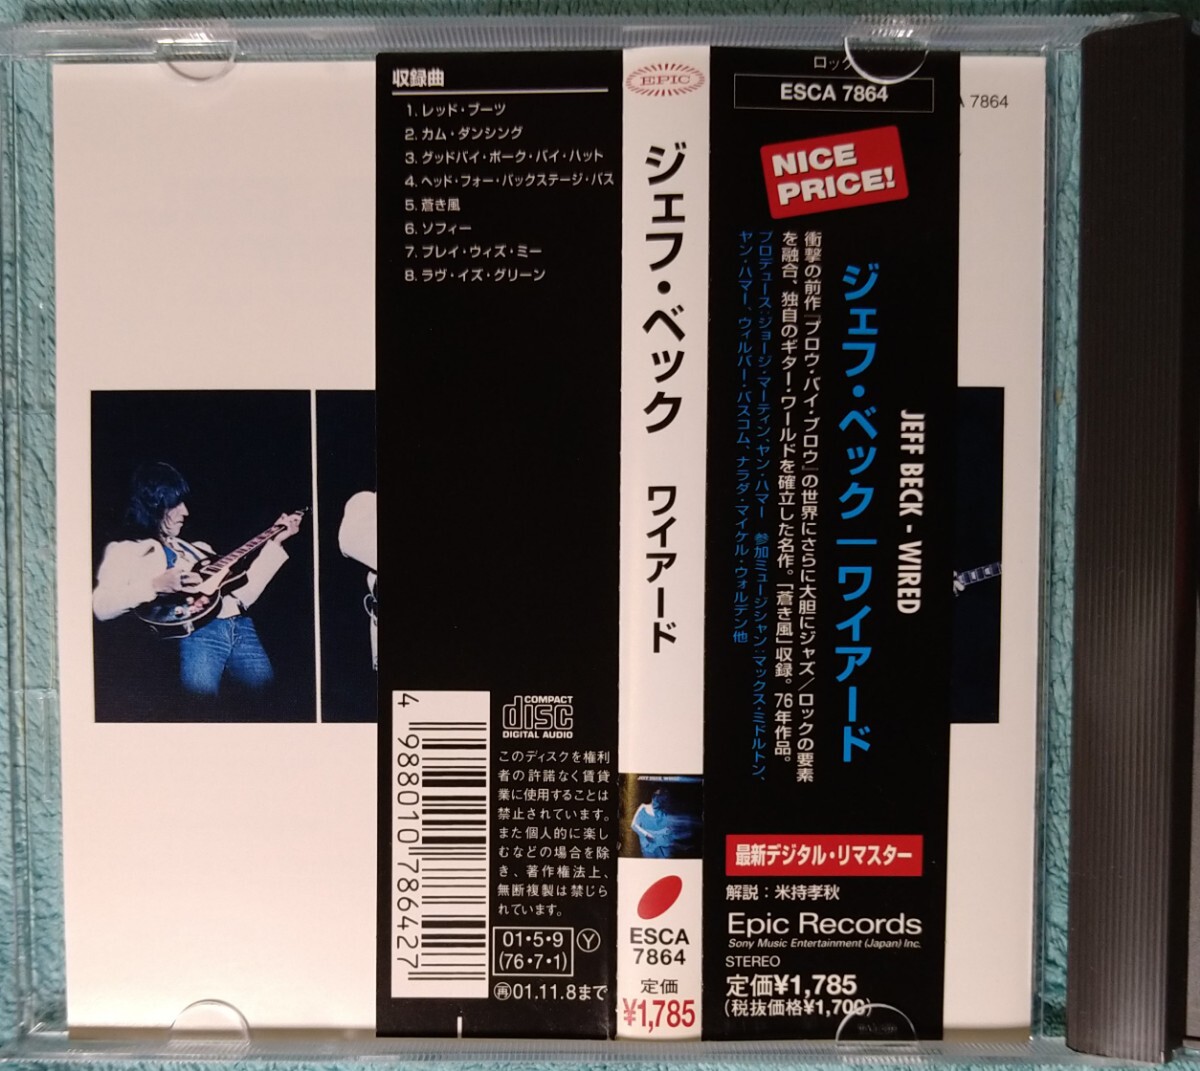 収録曲
1. レッド・ブーツ
2. カム・ダンシング
3. グッドバイ・ポーク・パイ・ハット
4. ヘッド・フォー・バックステージ・パス
5. 蒼き風
6. ソフィー
7. プレイ・ウィズ・ミー
8. ラヴ・イズ・グリーン
4 988010 786427
COMPACT
disc
DIGITAL AUDIO
このディスクを権利
者の許諾なく賃貸
業に使用することは
禁止されています。
また個人的に楽し
むなどの場合を除
き、著作権法上、
無断複製は禁じら
れています。
01・5・9
(76・7・1)
Y
再01.11.8まで
EPIC
ジェフ・ベック ワイアード
JEFF BECK WIRED
ESCA
7864
定価
¥1,785
ロック
ESCA 7864
NICE
PRICE!
JEFF BECK - WIRED
ジェフ・ベック｜ワイアード
衝撃の前作『ブロウ・バイ・ブロウ』の世界にさらに大胆にジャズ／ロックの要素
を融合、独自のギター・ワールドを確立した名作。「蒼き風」収録。76年作品。
プロデュース:ジョージ・マーティン、ヤン・ハマー 参加ミュージシャン:マックス・ミドルトン、
ヤン・ハマー、ウィルバー・バスコム、ナラダ・マイケル・ウォルデン他
最新デジタル・リマスター
解説：米持孝秋
Epic Records
Sony Music Entertainment (Japan) Inc.
STEREO
定価¥1,785
(税抜価格¥1,700)
A 7864